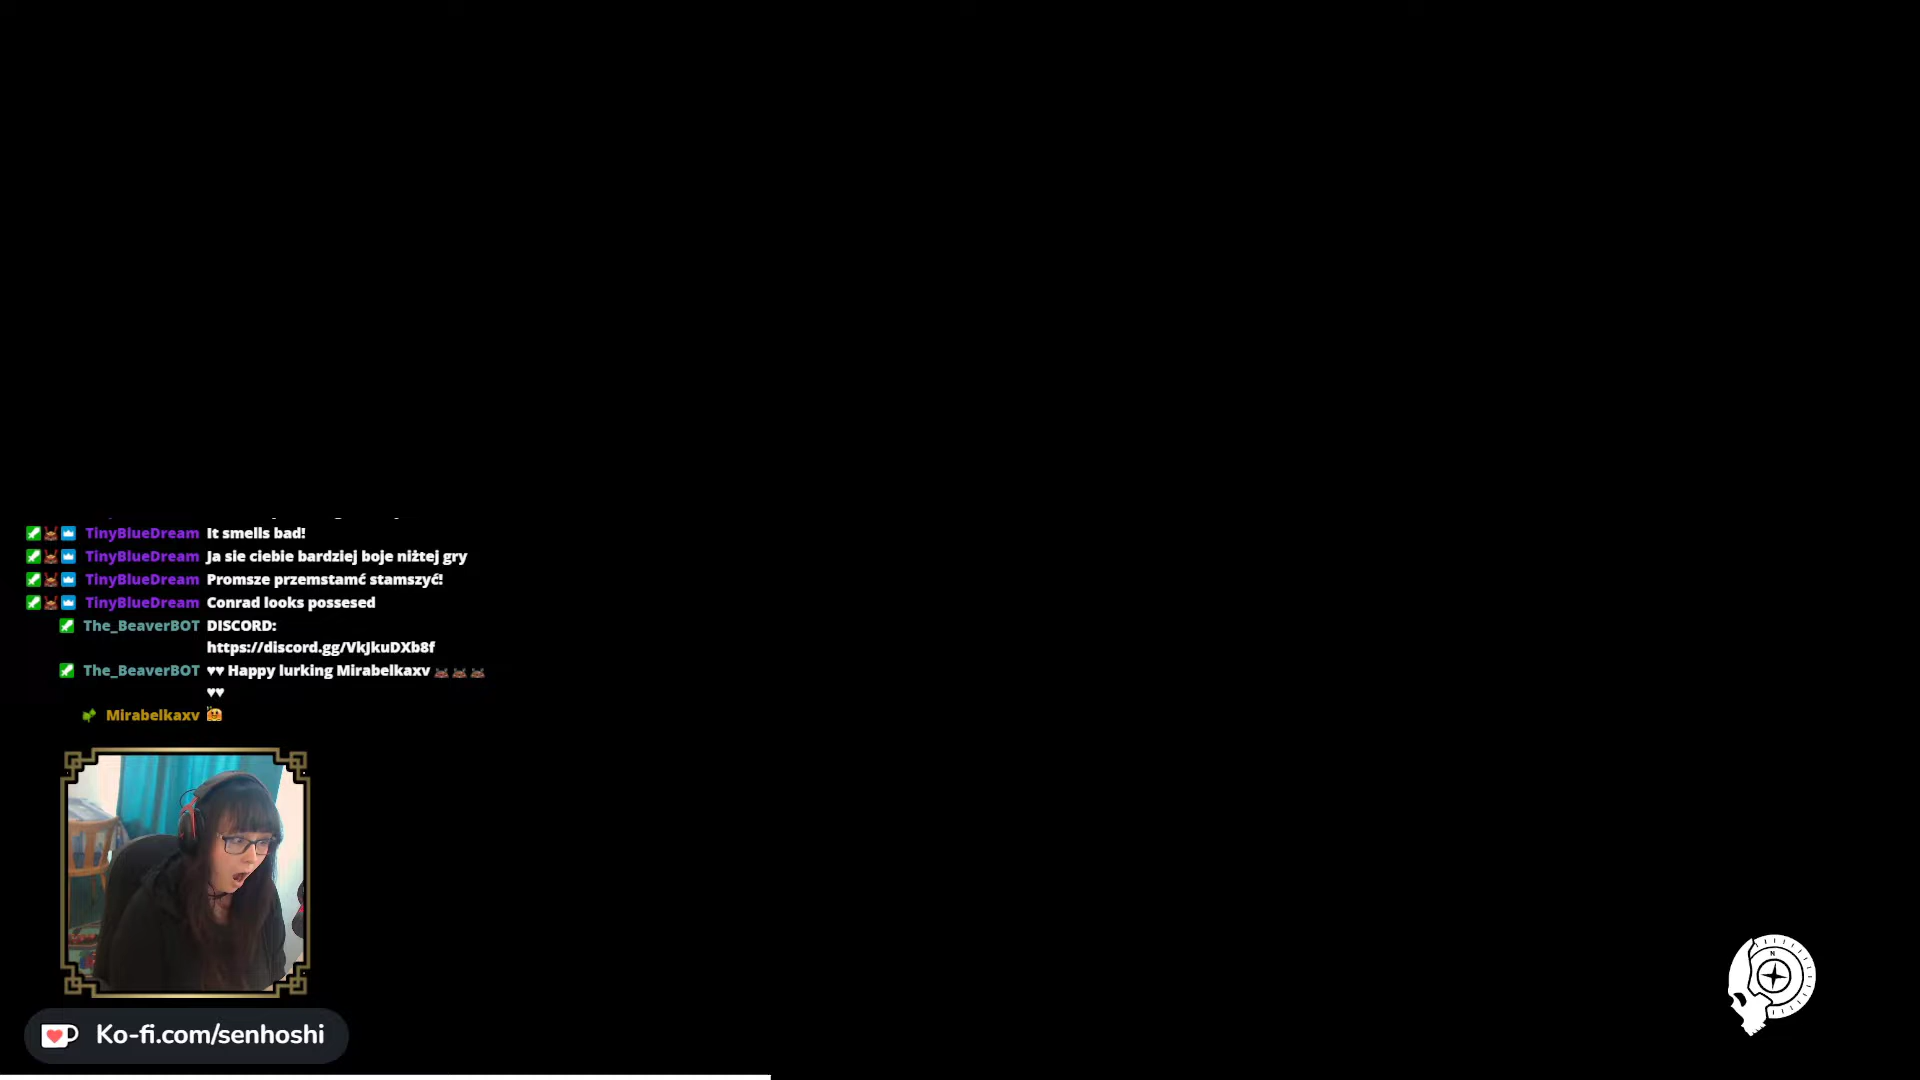 TinyBlueDream It smells bad!
TinyBlueDream Ja sie ciebie bardziej boje niżtej gry
TinyBlueDream Promsze przemstamć stamszyć!
TinyBlueDream Conrad looks possesed
The_BeaverBOT DISCORD:
https://discord.gg/VkJkuDXb8f
The_BeaverBOT ♥♥ Happy lurking Mirabelkaxv
♥♥
Mirabelkaxv
N
Ko-fi.com/senhoshi